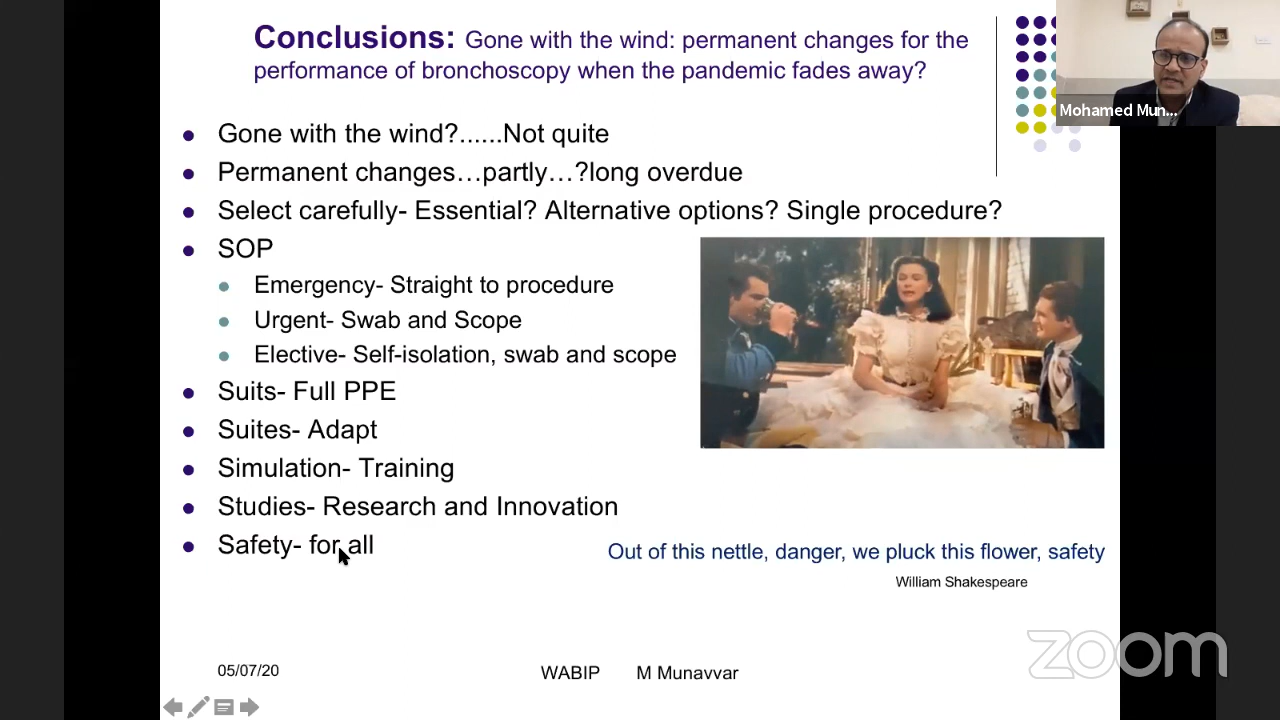 Conclusions: Gone with the wind: permanent changes for the
performance of bronchoscopy when the pandemic fades away?
Mohamed Mun...
Gone with the wind?......Not quite
Permanent changes…partly…?long overdue
Select carefully- Essential? Alternative options? Single procedure?
SOP
Emergency- Straight to procedure
Urgent- Swab and Scope
Elective- Self-isolation, swab and scope
Suits- Full PPE
Suites- Adapt
Simulation- Training
Studies- Research and Innovation
Safety- for all
Out of this nettle, danger, we pluck this flower, safety
William Shakespeare
05/07/20
WABIP M Munavvar
zoom